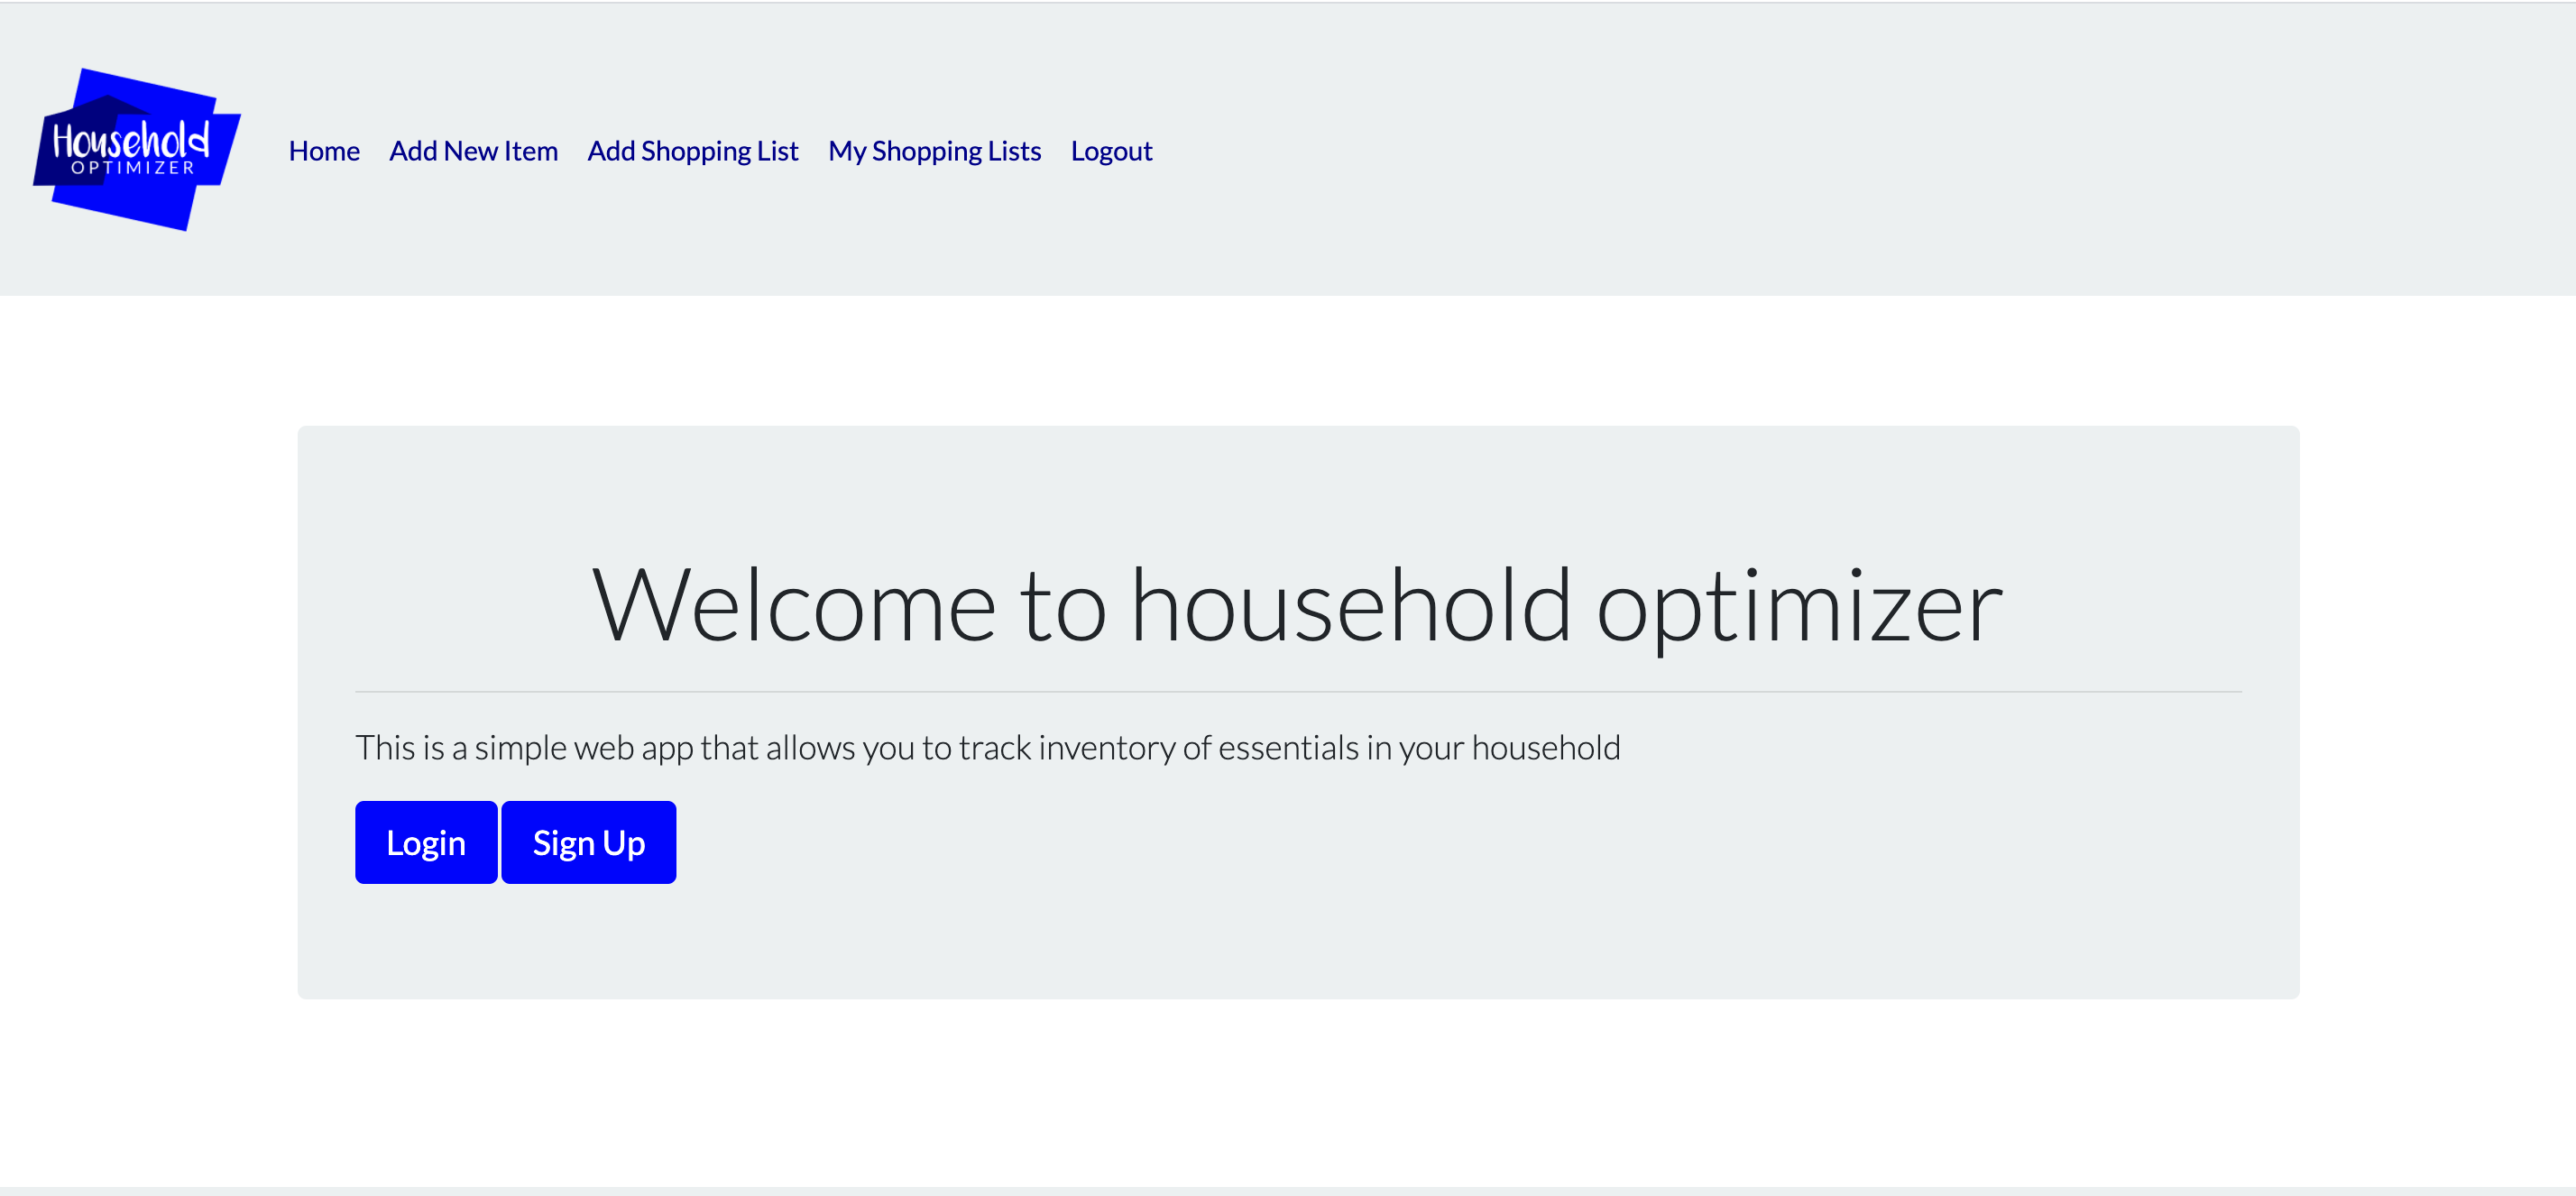 Household
OPTIMIZER
Home Add New Item Add Shopping List My Shopping Lists Logout
Welcome to household optimizer
This is a simple web app that allows you to track inventory of essentials in your household
Login Sign Up